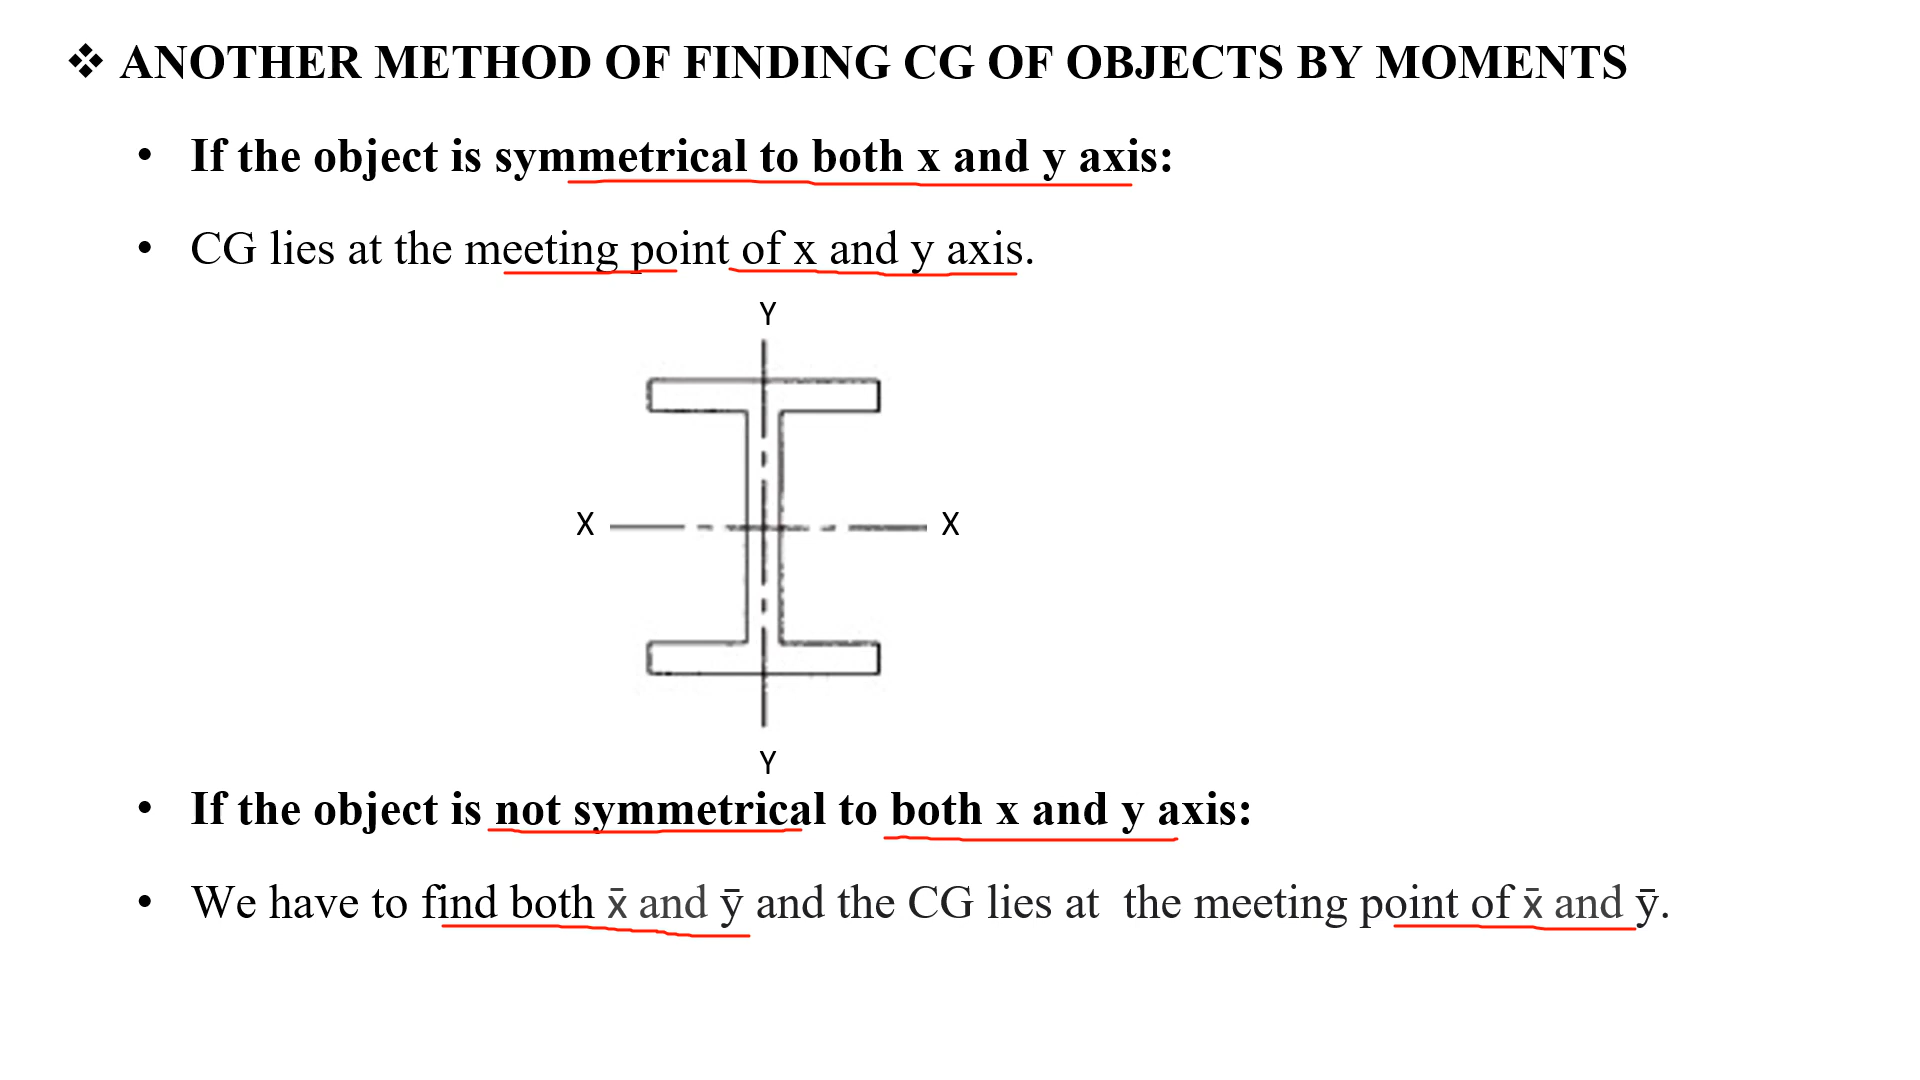 ❖ ANOTHER METHOD OF FINDING CG OF OBJECTS BY MOMENTS
• If the object is symmetrical to both x and y axis:
• CG lies at the meeting point of x and y axis.
Y
X X
Y
• If the object is not symmetrical to both x and y axis:
• We have to find both x̄ and ȳ and the CG lies at  the meeting point of x̄ and ȳ.